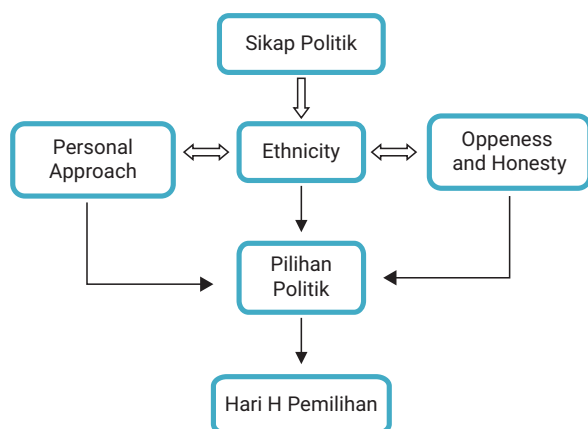 Sikap Politik
Personal
Approach
Ethnicity
Oppeness
and Honesty
Pilihan
Politik
Hari H Pemilihan